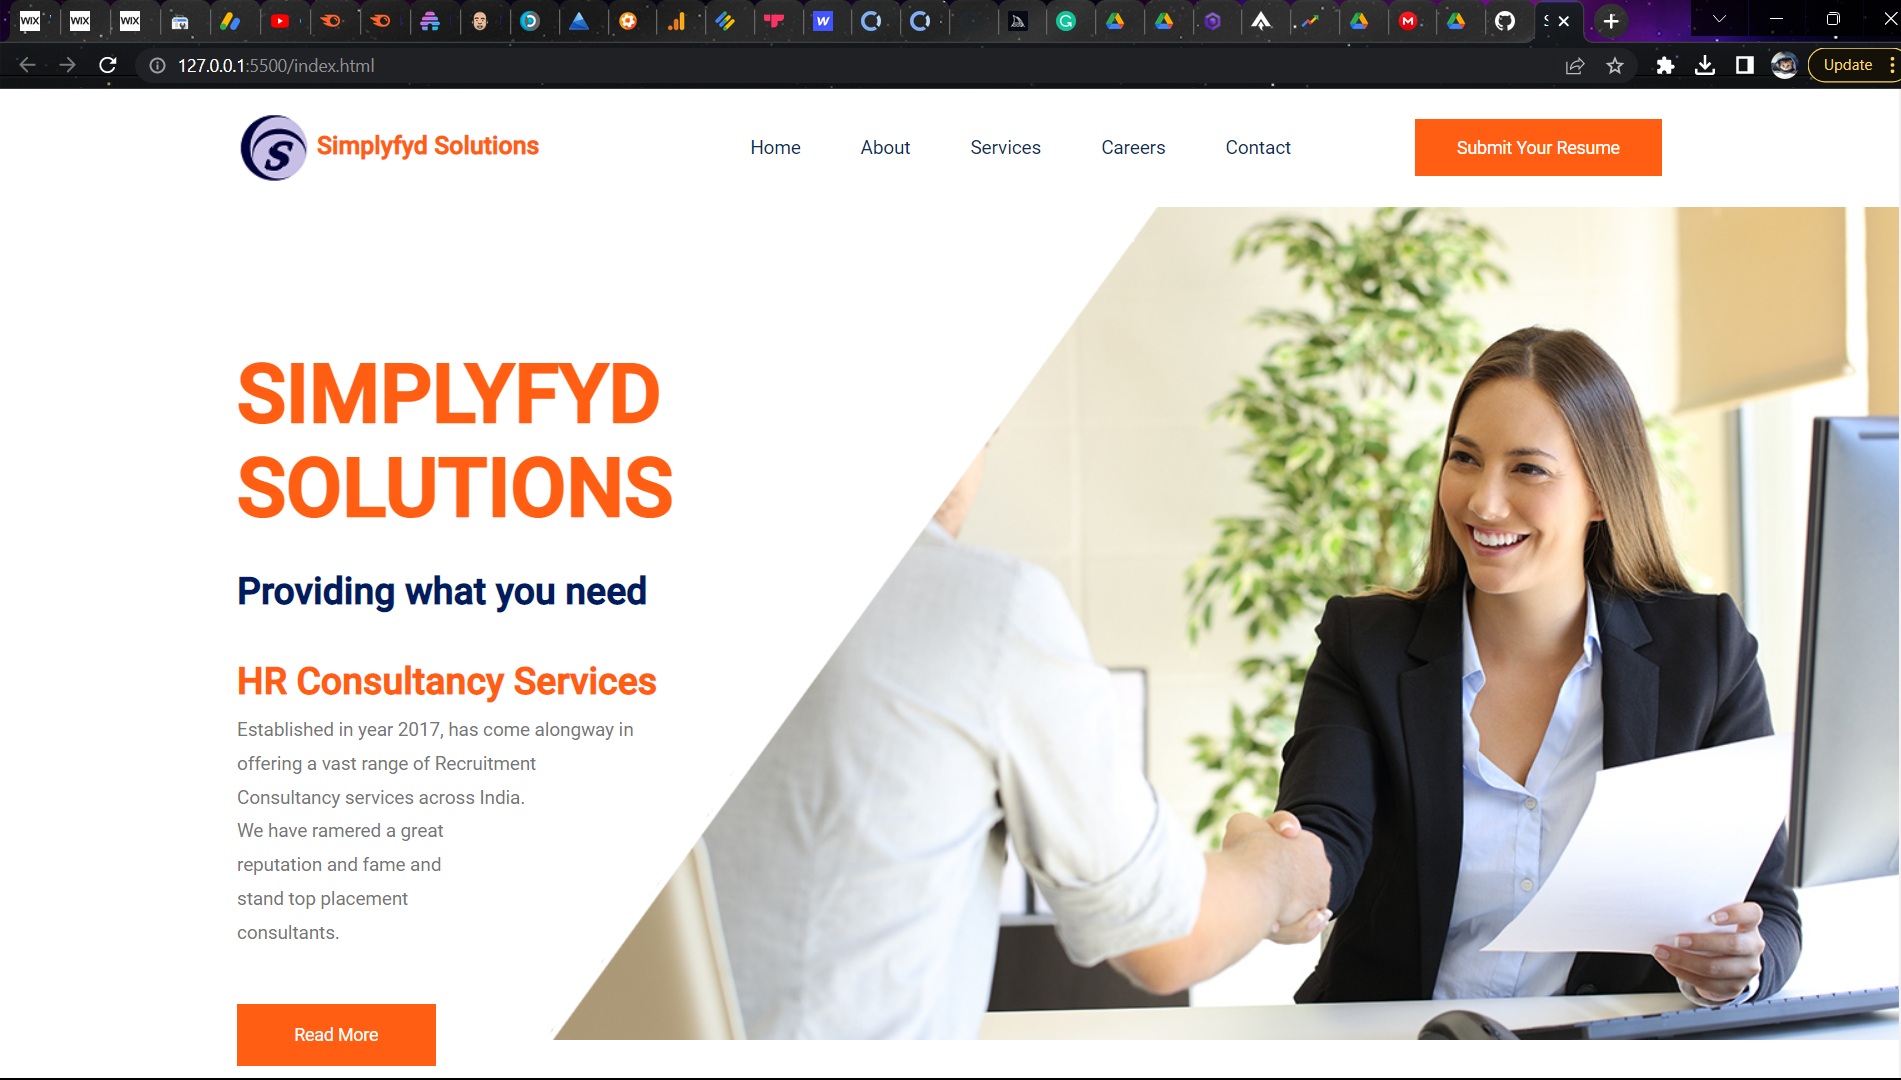 WIX WIX WIX
127.0.0.1:5500/index.html
Update
S Simplyfyd Solutions
Home About Services Careers Contact
Submit Your Resume
SIMPLYFYD
SOLUTIONS
Providing what you need
HR Consultancy Services
Established in year 2017, has come alongway in
offering a vast range of Recruitment
Consultancy services across India.
We have ramered a great
reputation and fame and
stand top placement
consultants.
Read More